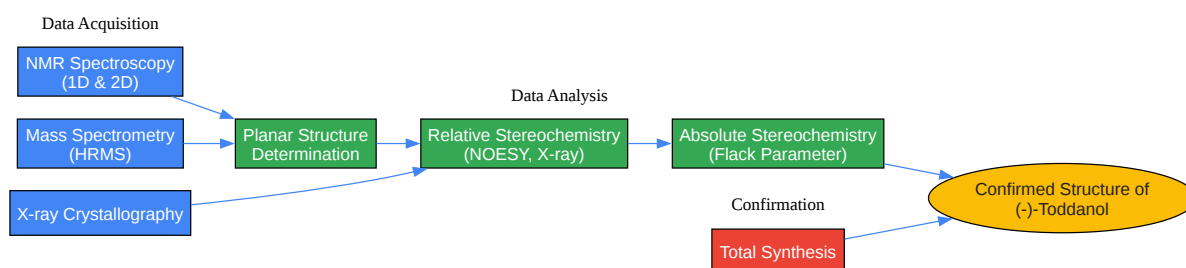 Data Acquisition
NMR Spectroscopy
(1D & 2D)
Mass Spectrometry
(HRMS)
X-ray Crystallography
Planar Structure
Determination
Data Analysis
Relative Stereochemistry
(NOESY, X-ray)
Absolute Stereochemistry
(Flack Parameter)
Confirmation
Total Synthesis
Confirmed Structure of
(-)-Toddanol